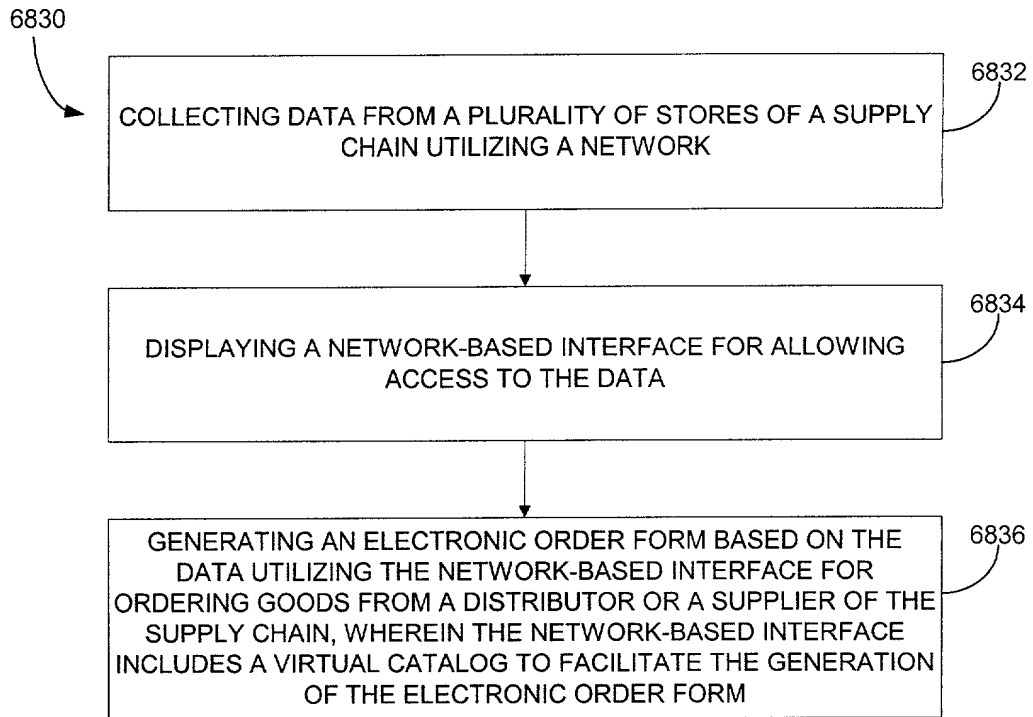 6830
6832
COLLECTING DATA FROM A PLURALITY OF STORES OF A SUPPLY
CHAIN UTILIZING A NETWORK
6834
DISPLAYING A NETWORK-BASED INTERFACE FOR ALLOWING
ACCESS TO THE DATA
6836
GENERATING AN ELECTRONIC ORDER FORM BASED ON THE
DATA UTILIZING THE NETWORK-BASED INTERFACE FOR
ORDERING GOODS FROM A DISTRIBUTOR OR A SUPPLIER OF THE
SUPPLY CHAIN, WHEREIN THE NETWORK-BASED INTERFACE
INCLUDES A VIRTUAL CATALOG TO FACILITATE THE GENERATION
OF THE ELECTRONIC ORDER FORM